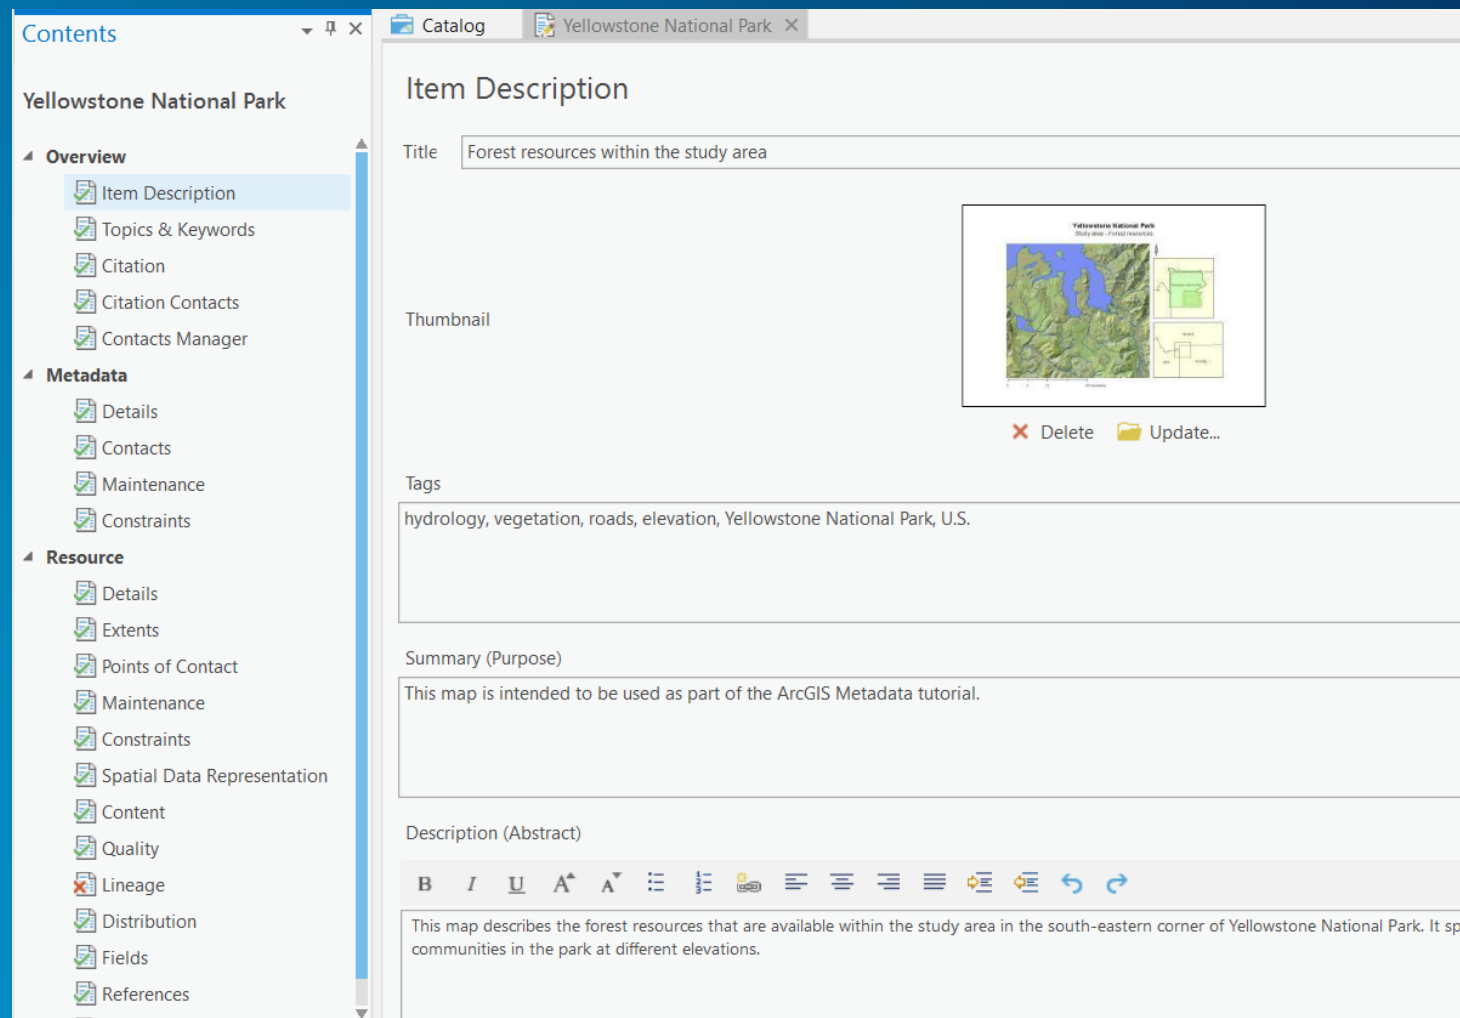 Contents
Yellowstone National Park
Overview
Item Description
Topics & Keywords
Citation
Citation Contacts
Contacts Manager
Metadata
Details
Contacts
Maintenance
Constraints
Resource
Details
Extents
Points of Contact
Maintenance
Constraints
Spatial Data Representation
Content
Quality
Lineage
Distribution
Fields
References
Catalog
Yellowstone National Park
Item Description
Title
Forest resources within the study area
Thumbnail
Yellowstone National Park
Study area - Forest resources
Delete
Update...
Tags
hydrology, vegetation, roads, elevation, Yellowstone National Park, U.S.
Summary (Purpose)
This map is intended to be used as part of the ArcGIS Metadata tutorial.
Description (Abstract)
B I U A A
This map describes the forest resources that are available within the study area in the south-eastern corner of Yellowstone National Park. It sp
communities in the park at different elevations.